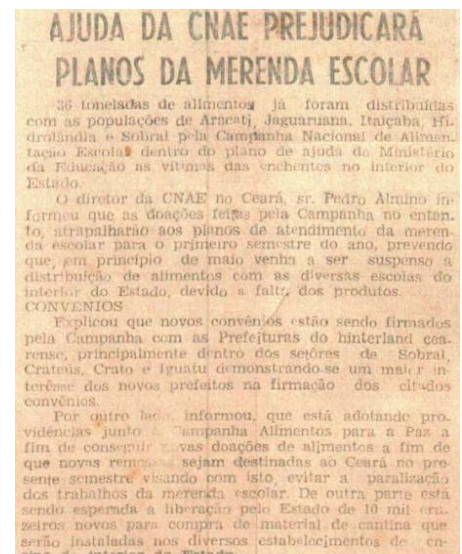 AJUDA DA CNAE PREJUDICARÁ
PLANOS DA MERENDA ESCOLAR
36 toneladas de alimentos já foram distribuídas
com as populações de Aracati, Jaguaruana, Itaiçaba, Hi-
drolândia e Sobral pela Campanha Nacional de Alimen-
tação Escolar dentro do plano de ajuda do Ministério
da Educação as vítimas das enchentes no interior do
Estado.
O diretor da CNAE no Ceará, sr. Pedro Almino in-
formou que as doações feitas pela Campanha no entan-
to, atrapalharão aos planos de atendimento da meren-
da escolar para o primeiro semestre do ano, prevendo
que, em princípio de maio venha a ser suspenso a
distribuição de alimentos com as diversas escolas do
interior do Estado, devido a falta dos produtos.
CONVENIOS
Explicou que novos convênios estão sendo firmados
pela Campanha com as Prefeituras do hinterland cea-
rense, principalmente dentro dos setôres de Sobral,
Crateús, Crato e Iguatu demonstrando-se um maior in-
terêsse dos novos prefeitos na firmação dos citados
convênios.
Por outro lado, informou, que está adotando pro-
vidências junto Campanha Alimentos para a Paz a
fim de conseguir novas doações de alimentos a fim de
que novas remessas sejam destinadas ao Ceará no pre-
sente semestre visando com isto, evitar a paralização
dos trabalhos da merenda escolar. De outra parte está
sendo esperada a liberação pelo Estado de 10 mil cru-
zeiros novos para compra de material de cantina que
serão instaladas nos diversos estabelecimentos de en-
sino do interior do Estado.